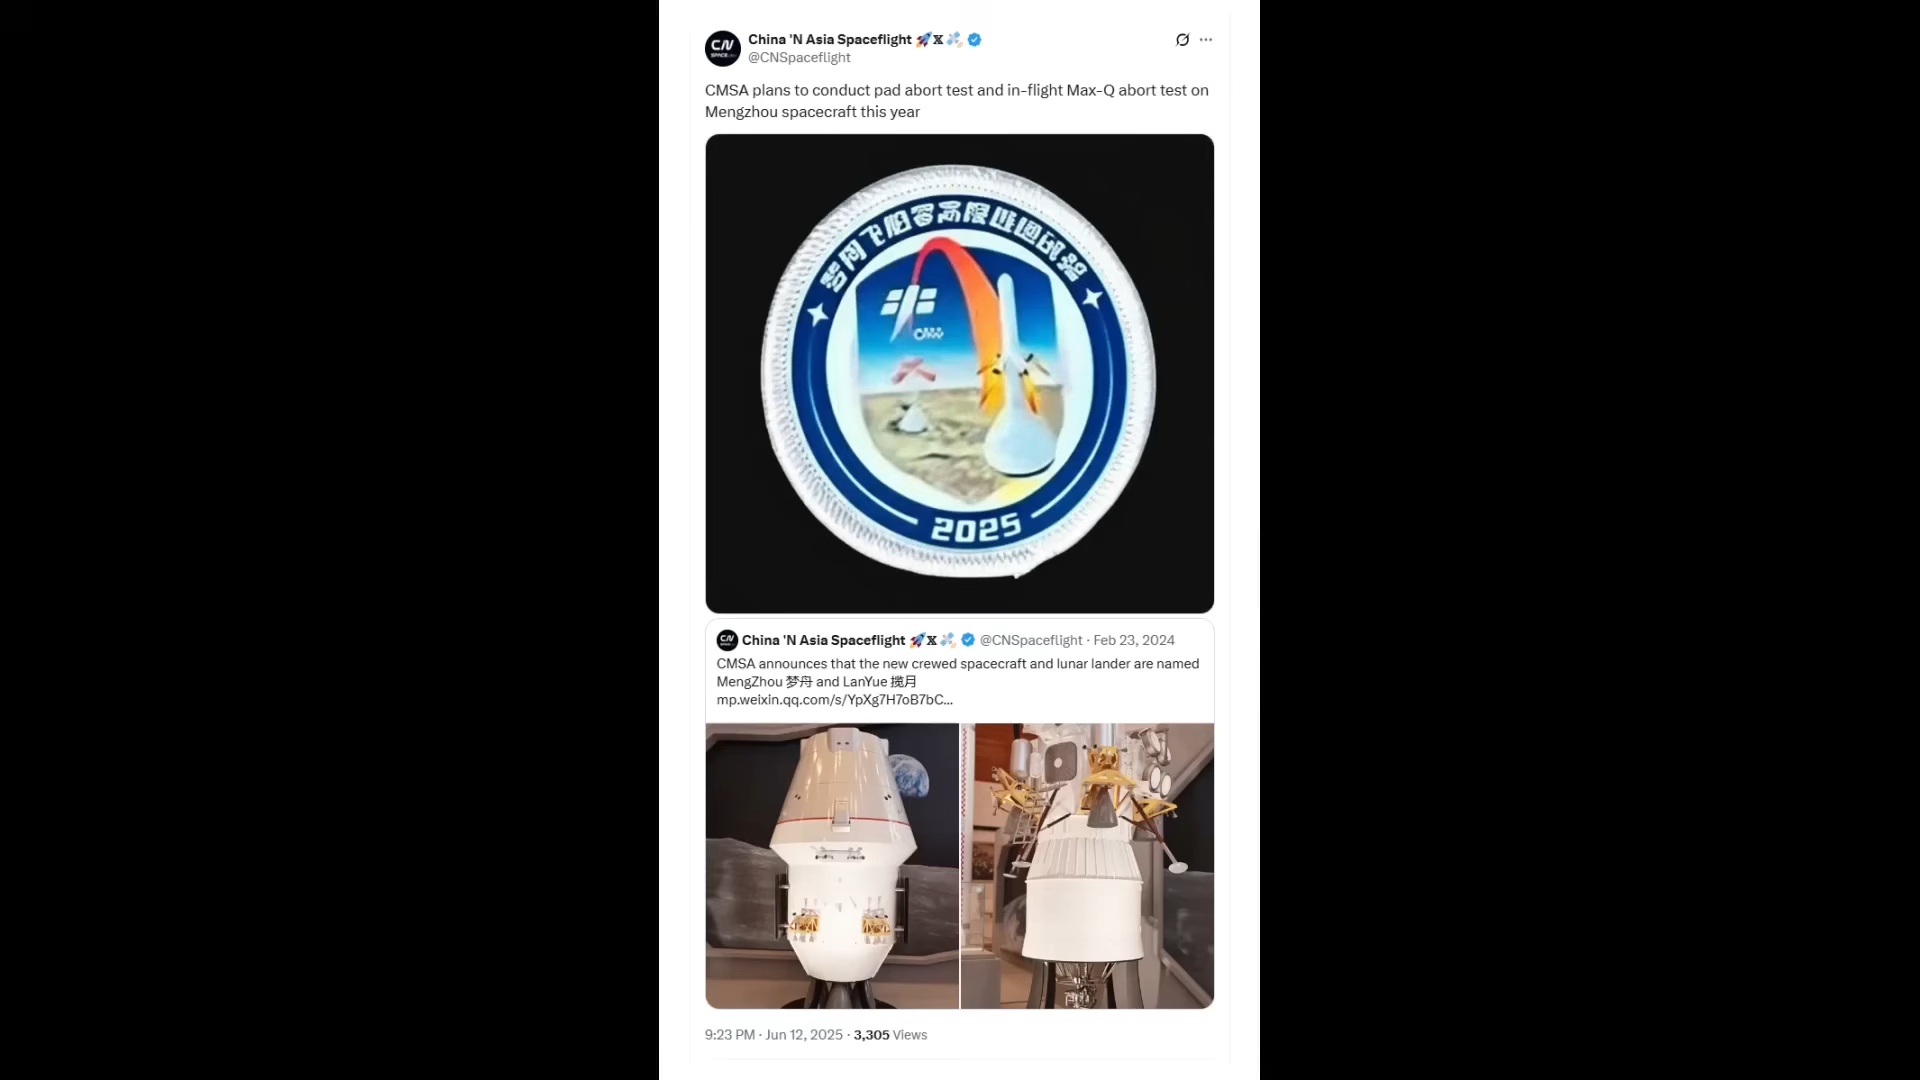 CN
SPACE
China 'N Asia Spaceflight 🚀𝕏🛰️
@CNSpaceflight
CMSA plans to conduct pad abort test and in-flight Max-Q abort test on
Mengzhou spacecraft this year
梦舟飞船零高度逃逸试验
2025
CN
China 'N Asia Spaceflight 🚀𝕏🛰️ @CNSpaceflight · Feb 23, 2024
CMSA announces that the new crewed spacecraft and lunar lander are named
MengZhou 梦舟 and LanYue 揽月
mp.weixin.qq.com/s/YpXg7H7oB7bC…
9:23 PM · Jun 12, 2025 · 3,305 Views